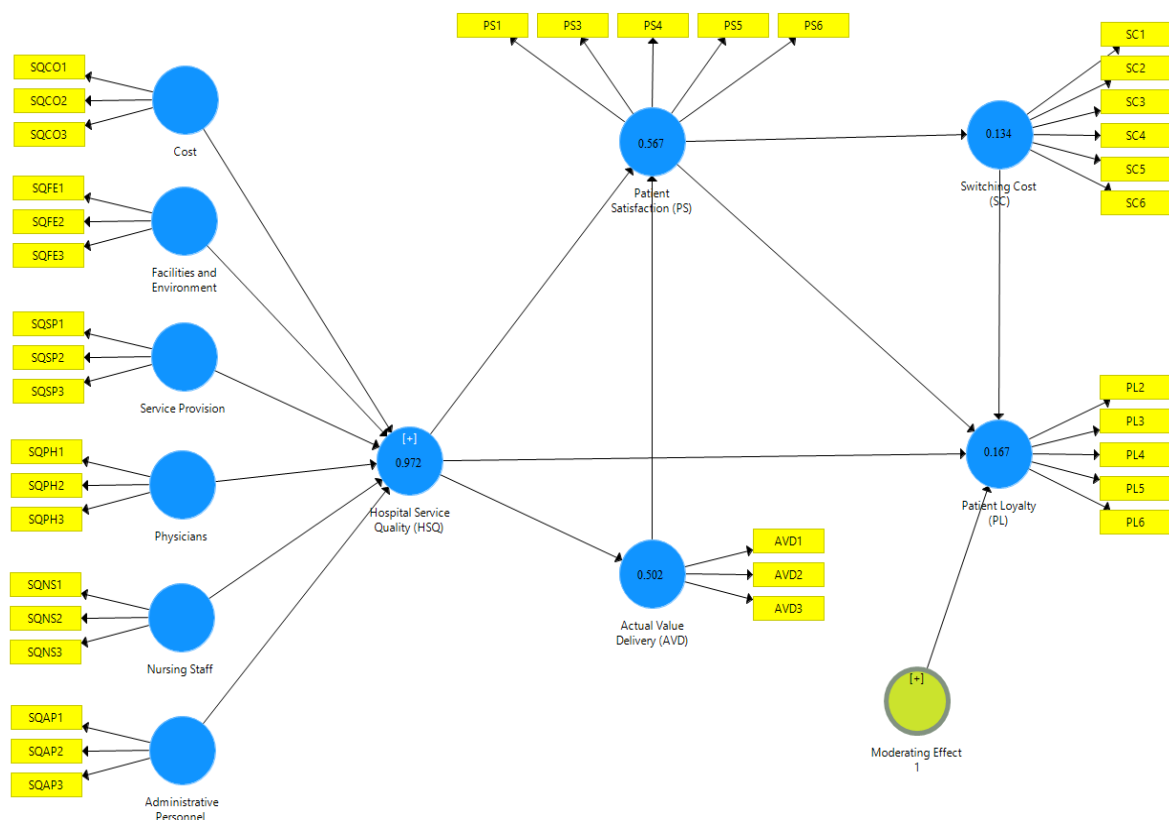 PS1
PS3
PS4
PS5
PS6
SC1
SC2
SC3
SC4
SC5
SC6
SQCO1
SQCO2
SQCO3
Cost
0.567
Patient
Satisfaction (PS)
0.134
Switching Cost
(SC)
SQFE1
SQFE2
SQFE3
Facilities and
Environment
SQSP1
SQSP2
SQSP3
Service Provision
SQPH1
SQPH2
SQPH3
Physicians
[+]
0.972
Hospital Service
Quality (HSQ)
0.167
Patient Loyalty
(PL)
PL2
PL3
PL4
PL5
PL6
SQNS1
SQNS2
SQNS3
Nursing Staff
0.502
Actual Value
Delivery (AVD)
AVD1
AVD2
AVD3
SQAP1
SQAP2
SQAP3
Administrative
Personnel
[+]
Moderating Effect
1